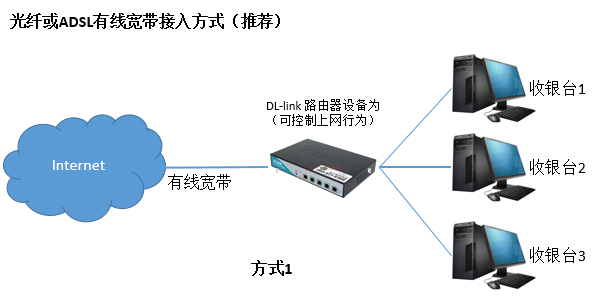 光纤或ADSL有线宽带接入方式（推荐）
DL-link 路由器设备为
（可控制上网行为）
收银台1
Internet
有线宽带
收银台2
收银台3
方式1